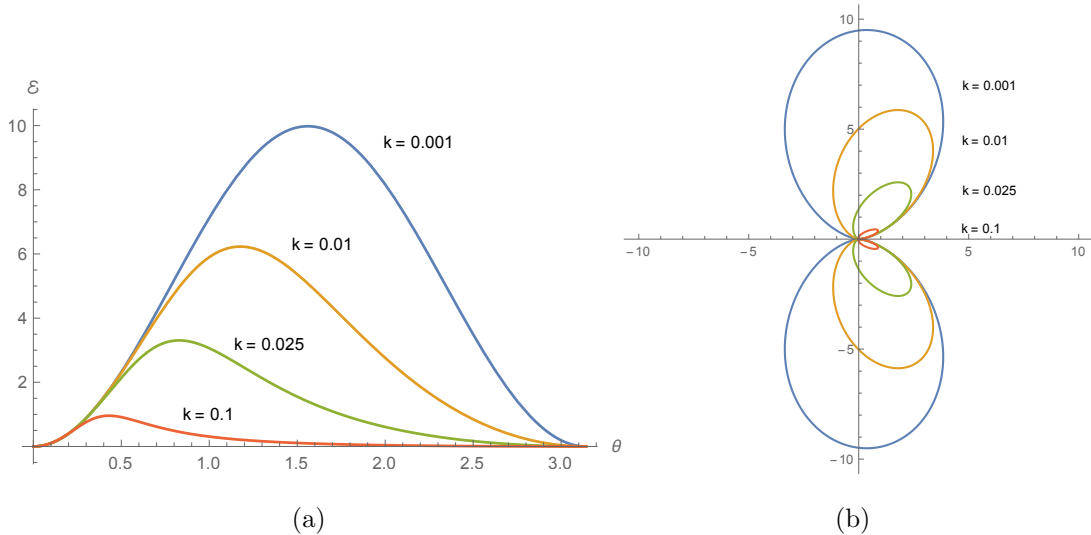 ℰ
10
8
6
4
2
0.5 1.0 1.5 2.0 2.5 3.0
θ
k = 0.001
k = 0.01
k = 0.025
k = 0.1
(a)
10
5
-5
-10
-10 -5 5 10
k = 0.001
k = 0.01
k = 0.025
k = 0.1
(b)